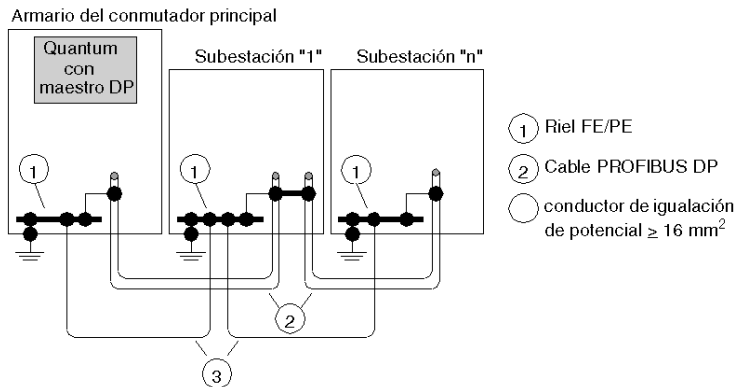 Armario del conmutador principal
Quantum
con
maestro DP
Subestación "1"
Subestación "n"
1
1
1
2
3
1 Riel FE/PE
2 Cable PROFIBUS DP
conductor de igualación
de potencial ≥ 16 mm²